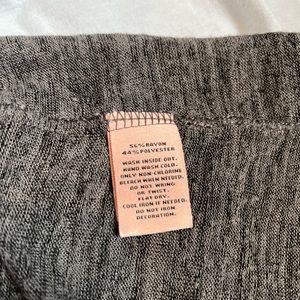 56% RAYON
44% POLYESTER
WASH INSIDE OUT.
HAND WASH COLD.
ONLY NON-CHLORINE
BLEACH WHEN NEEDED.
DO NOT WRING
OR TWIST.
FLAT DRY.
COOL IRON IF NEEDED.
DO NOT IRON
DECORATION.